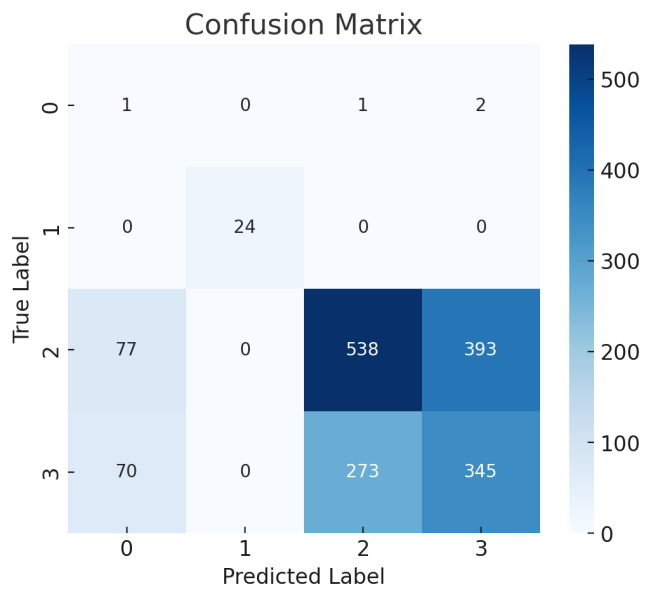 Confusion Matrix
0 1 0 1 2
1 0 24 0 0
2 77 0 538 393
3 70 0 273 345
0 1 2 3
Predicted Label
True Label
500
400
300
200
100
0